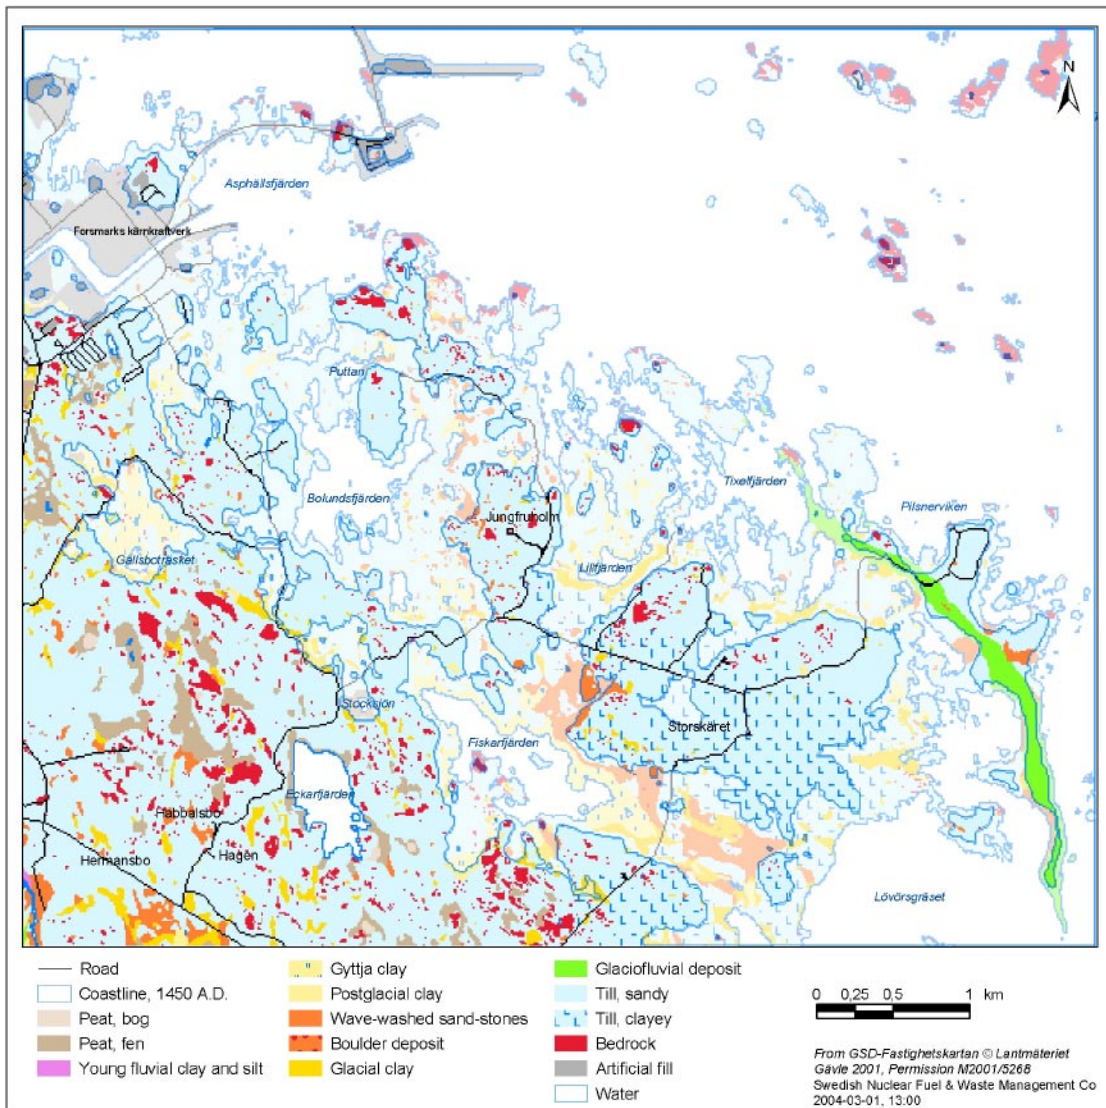 N
Asphällsfjärden
Forsmarks kärnkraftverk
Puttan
Tixelfjärden
Bolundsfjärden
Pilsnerviken
Jungfruholm
Gällsboträsket
Lillfjärden
Stocksjön
Storskäret
Fiskarfjärden
Eckarfjärden
Habbalsbo
Hermansbo
Hagen
Lövörsgräset
Road
Coastline, 1450 A.D.
Peat, bog
Peat, fen
Young fluvial clay and silt
Gyttja clay
Postglacial clay
Wave-washed sand-stones
Boulder deposit
Glacial clay
Glaciofluvial deposit
Till, sandy
Till, clayey
Bedrock
Artificial fill
Water
0 0,25 0,5 1 km
From GSD-Fastighetskartan © Lantmäteriet
Gävle 2001, Permission M2001/5268
Swedish Nuclear Fuel & Waste Management Co
2004-03-01, 13:00